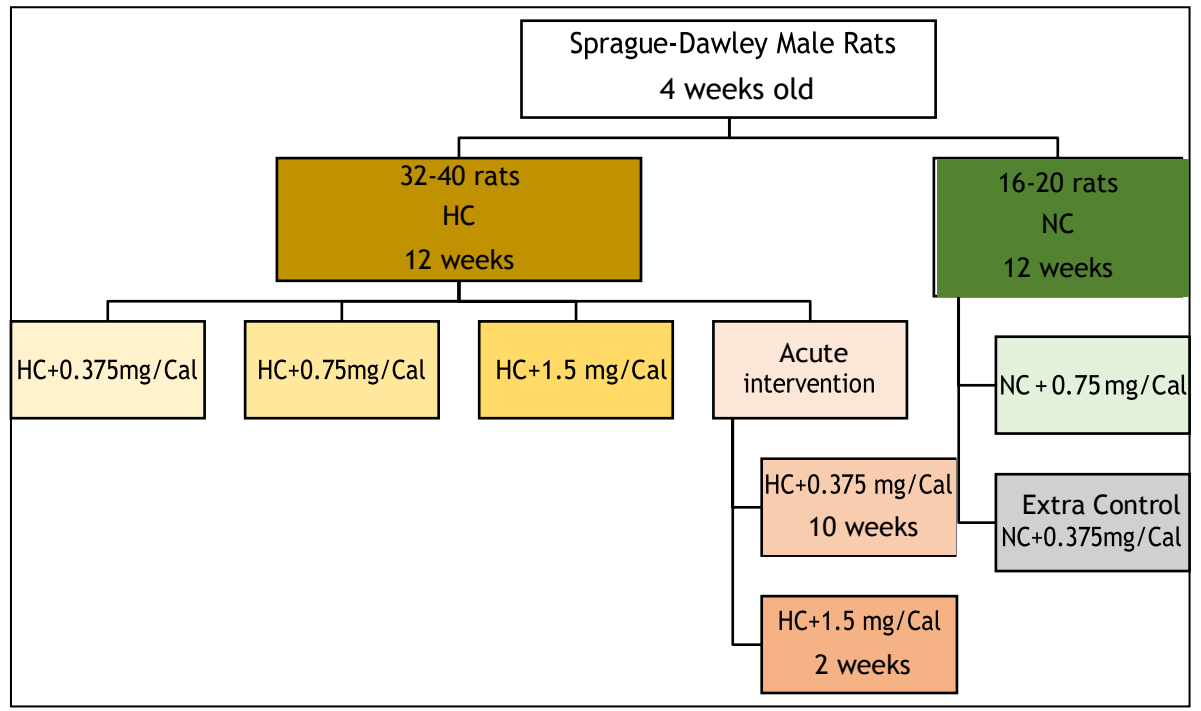 Sprague-Dawley Male Rats
4 weeks old
32-40 rats
HC
12 weeks
16-20 rats
NC
12 weeks
HC+0.375mg/Cal
HC+0.75mg/Cal
HC+1.5 mg/Cal
Acute
intervention
NC + 0.75 mg/Cal
HC+0.375 mg/Cal
10 weeks
Extra Control
NC+0.375mg/Cal
HC+1.5 mg/Cal
2 weeks